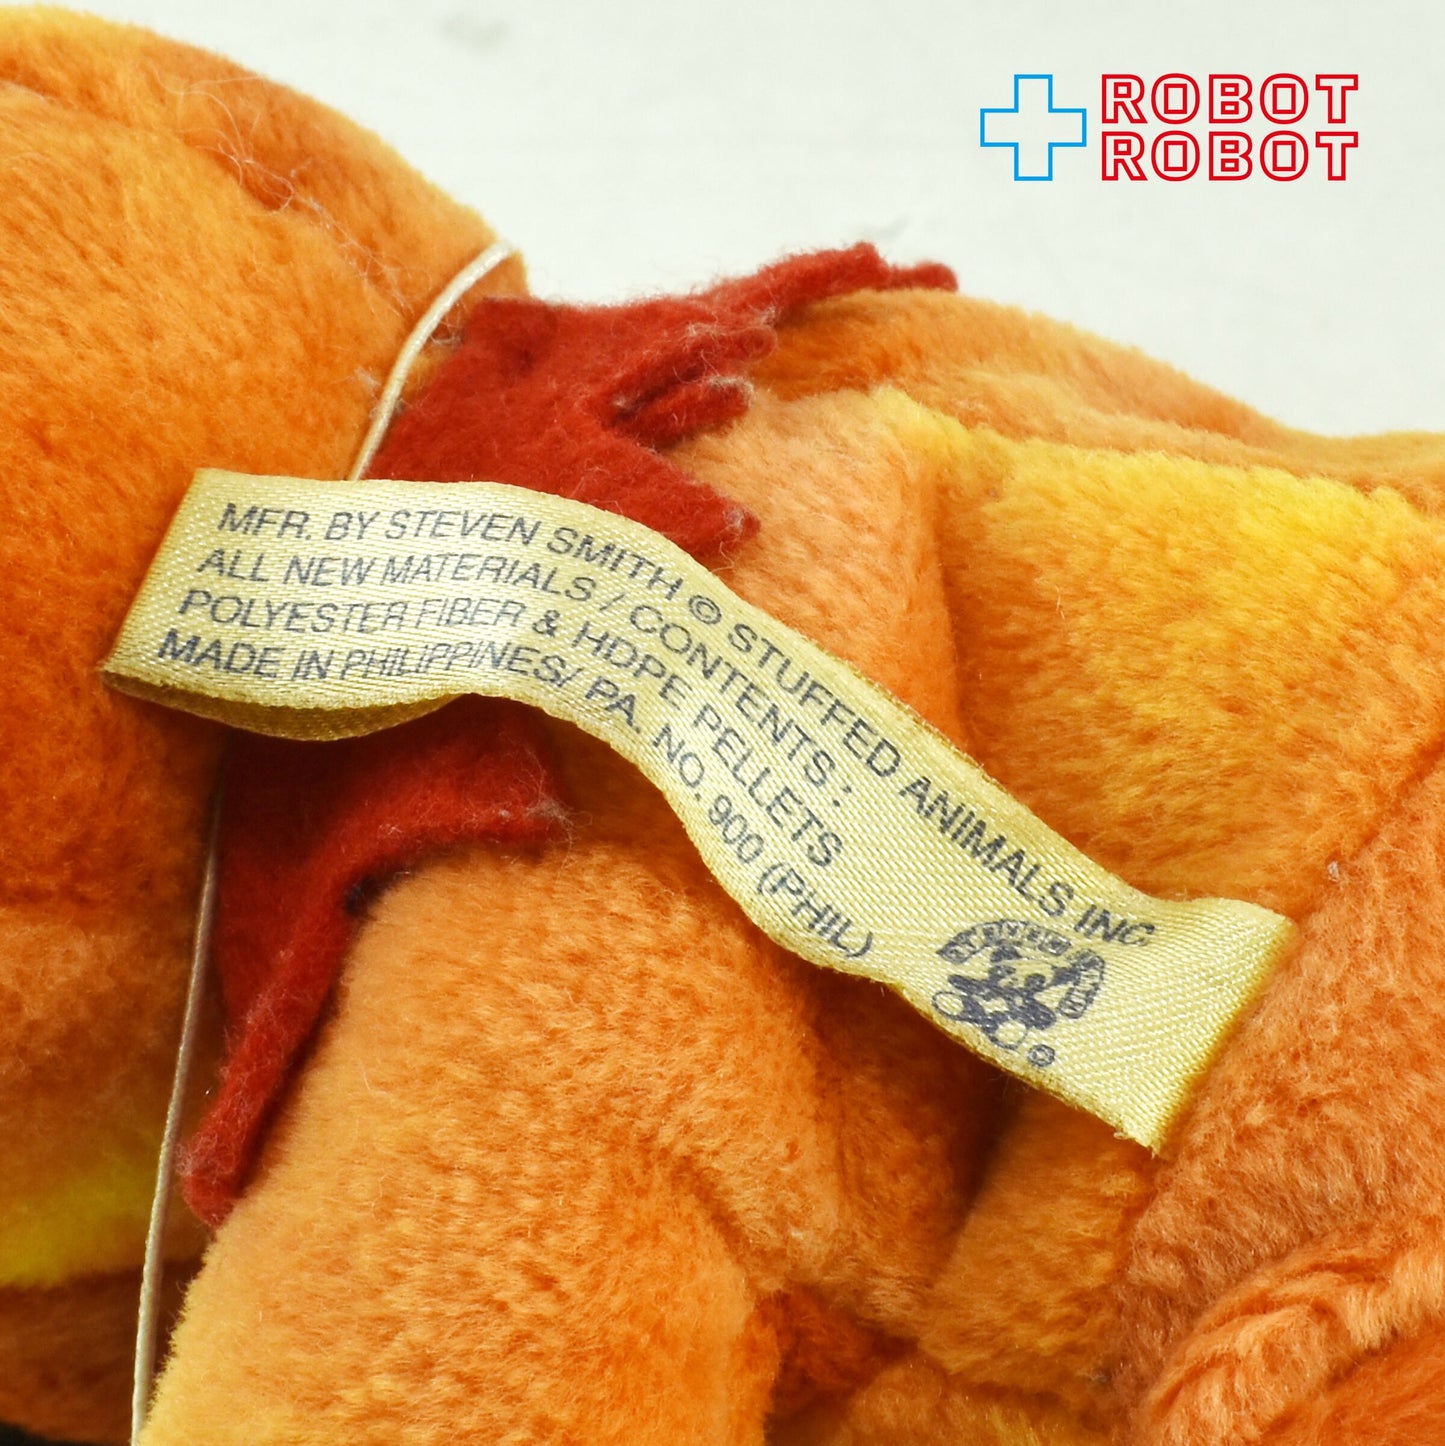 ROBOT
ROBOT
MFR. BY STEVEN SMITH © STUFFED ANIMALS INC
ALL NEW MATERIALS / CONTENTS :
POLYESTER FIBER & HDPE PELLETS
MADE IN PHILIPPINES/ PA. NO. 900 (PHIL)